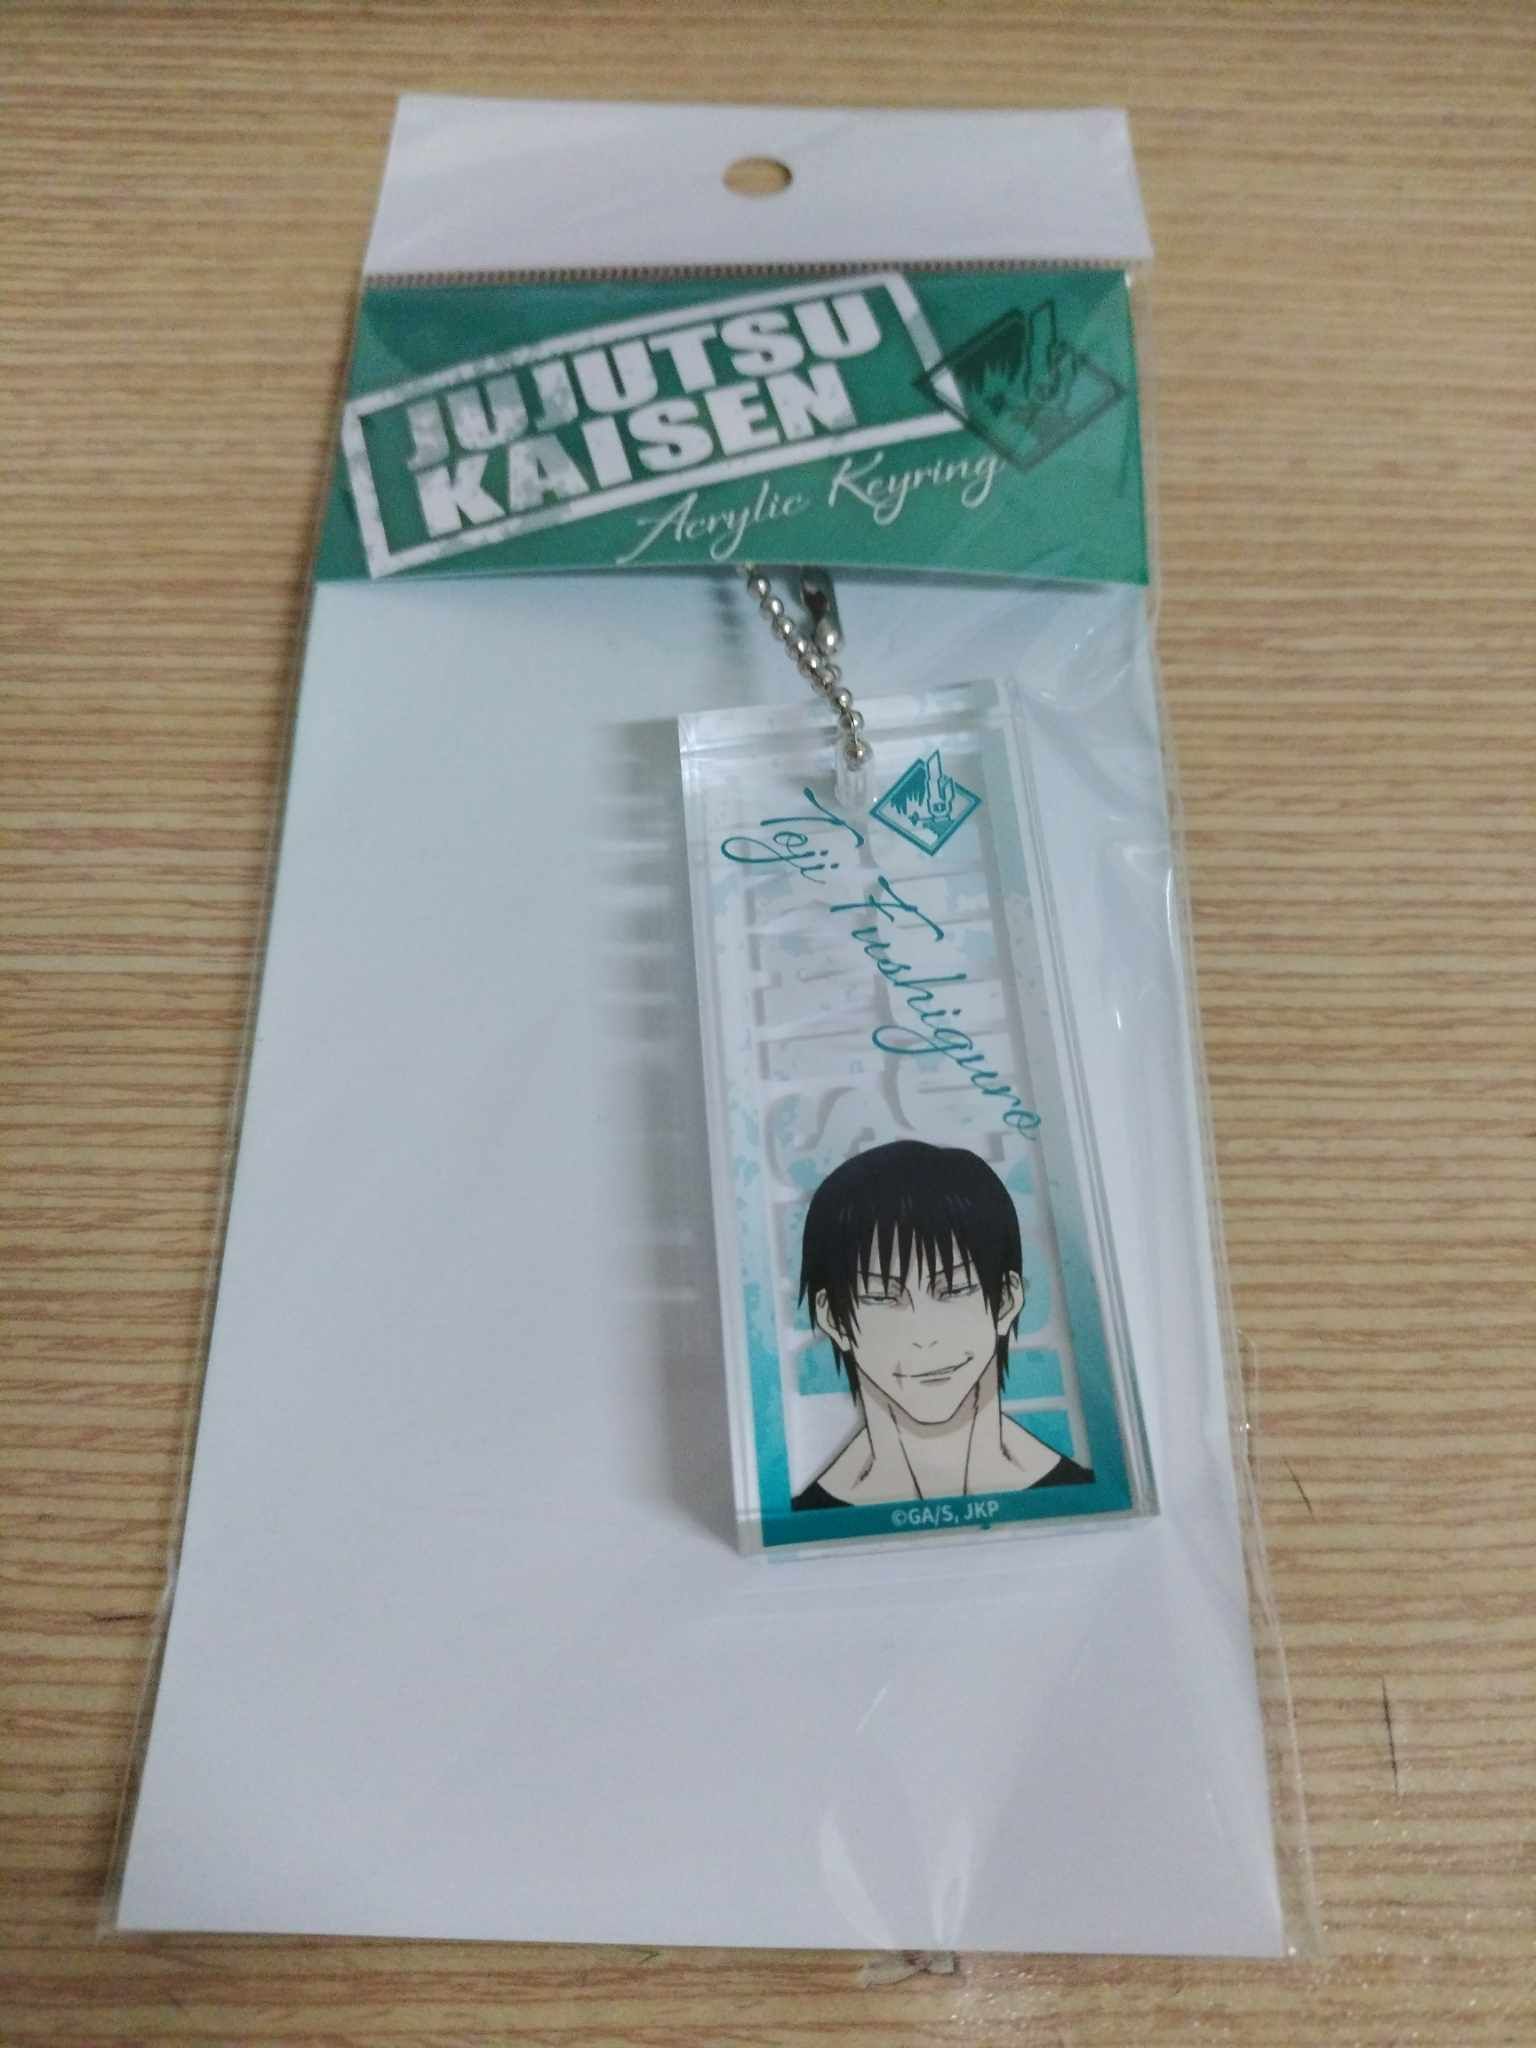 JUJUTSU
KAISEN
Acrylic Keyring
Toji Fushiguro
©GA/S, JKP